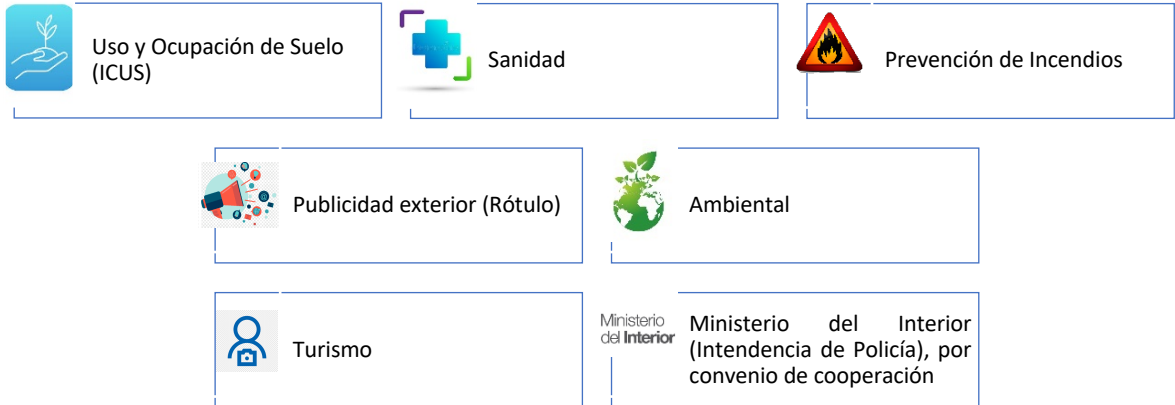 Uso y Ocupación de Suelo
(ICUS)
Sanidad
Prevención de Incendios
Publicidad exterior (Rótulo)
Ambiental
Turismo
Ministerio
del Interior
Ministerio del Interior
(Intendencia de Policía), por
convenio de cooperación